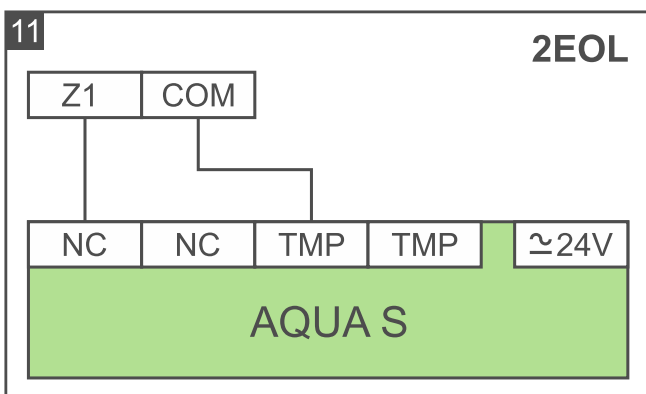 11
2EOL
Z1 COM
NC NC TMP TMP ≃24V
AQUA S